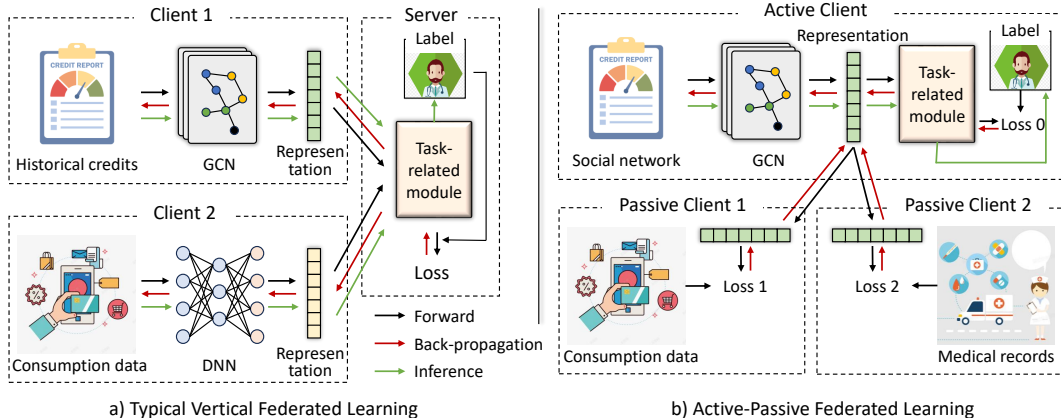 Client 1
CREDIT REPORT
Historical credits
GCN
Represen
tation
Server
Label
Task-
related
module
Loss
Client 2
Consumption data
DNN
Represen
tation
Forward
Back-propagation
Inference
a) Typical Vertical Federated Learning
Active Client
Representation
CREDIT REPORT
Social network
GCN
Task-
related
module
Label
Loss 0
Passive Client 1
Consumption data
Loss 1
Passive Client 2
Loss 2
Medical records
b) Active-Passive Federated Learning